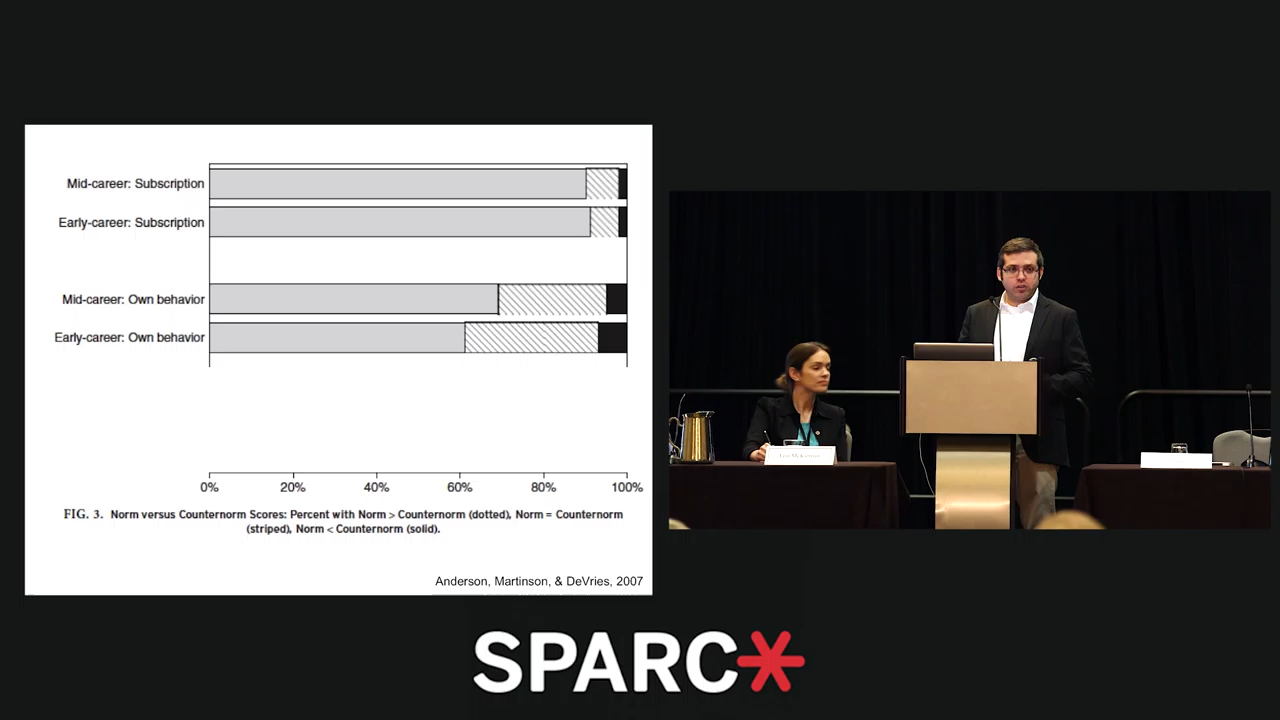 Mid-career: Subscription
Early-career: Subscription
Mid-career: Own behavior
Early-career: Own behavior
0% 20% 40% 60% 80% 100%
FIG. 3. Norm versus Counternorm Scores: Percent with Norm > Counternorm (dotted), Norm = Counternorm
(striped), Norm < Counternorm (solid).
Anderson, Martinson, & DeVries, 2007
SPARC*